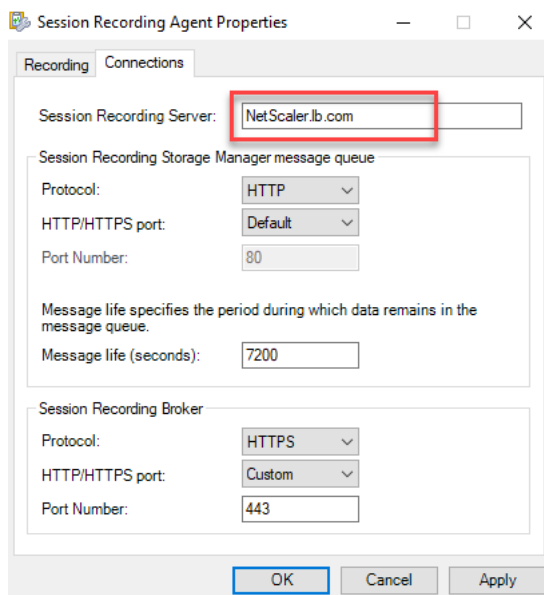 Session Recording Agent Properties
Recording Connections
Session Recording Server: NetScaler.lb.com
Session Recording Storage Manager message queue
Protocol: HTTP
HTTP/HTTPS port: Default
Port Number: 80
Message life specifies the period during which data remains in the
message queue.
Message life (seconds): 7200
Session Recording Broker
Protocol: HTTPS
HTTP/HTTPS port: Custom
Port Number: 443
OK Cancel Apply